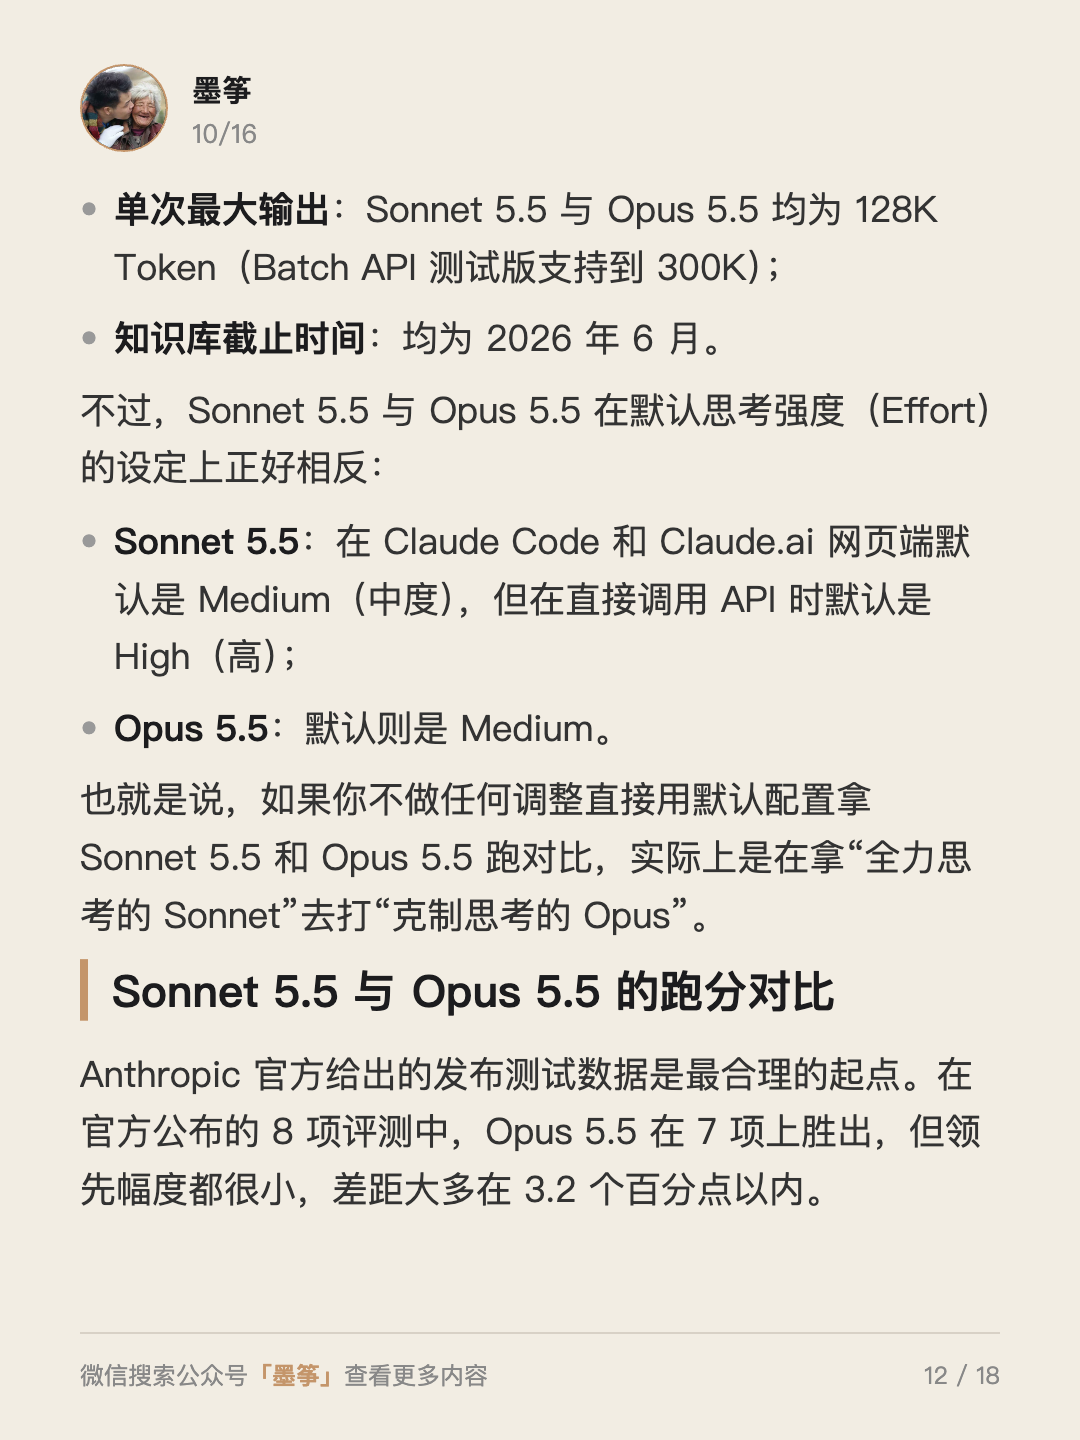 墨筝
10/16
单次最大输出：Sonnet 5.5 与 Opus 5.5 均为 128K
Token（Batch API 测试版支持到 300K）；
知识库截止时间：均为 2026 年 6 月。
不过，Sonnet 5.5 与 Opus 5.5 在默认思考强度（Effort）
的设定上正好相反：
Sonnet 5.5：在 Claude Code 和 Claude.ai 网页端默
认是 Medium（中度），但在直接调用 API 时默认是
High（高）；
Opus 5.5：默认则是 Medium。
也就是说，如果你不做任何调整直接用默认配置拿
Sonnet 5.5 和 Opus 5.5 跑对比，实际上是在拿“全力思
考的 Sonnet”去打“克制思考的 Opus”。
Sonnet 5.5 与 Opus 5.5 的跑分对比
Anthropic 官方给出的发布测试数据是最合理的起点。在
官方公布的 8 项评测中，Opus 5.5 在 7 项上胜出，但领
先幅度都很小，差距大多在 3.2 个百分点以内。
微信搜索公众号「墨筝」查看更多内容
12 / 18